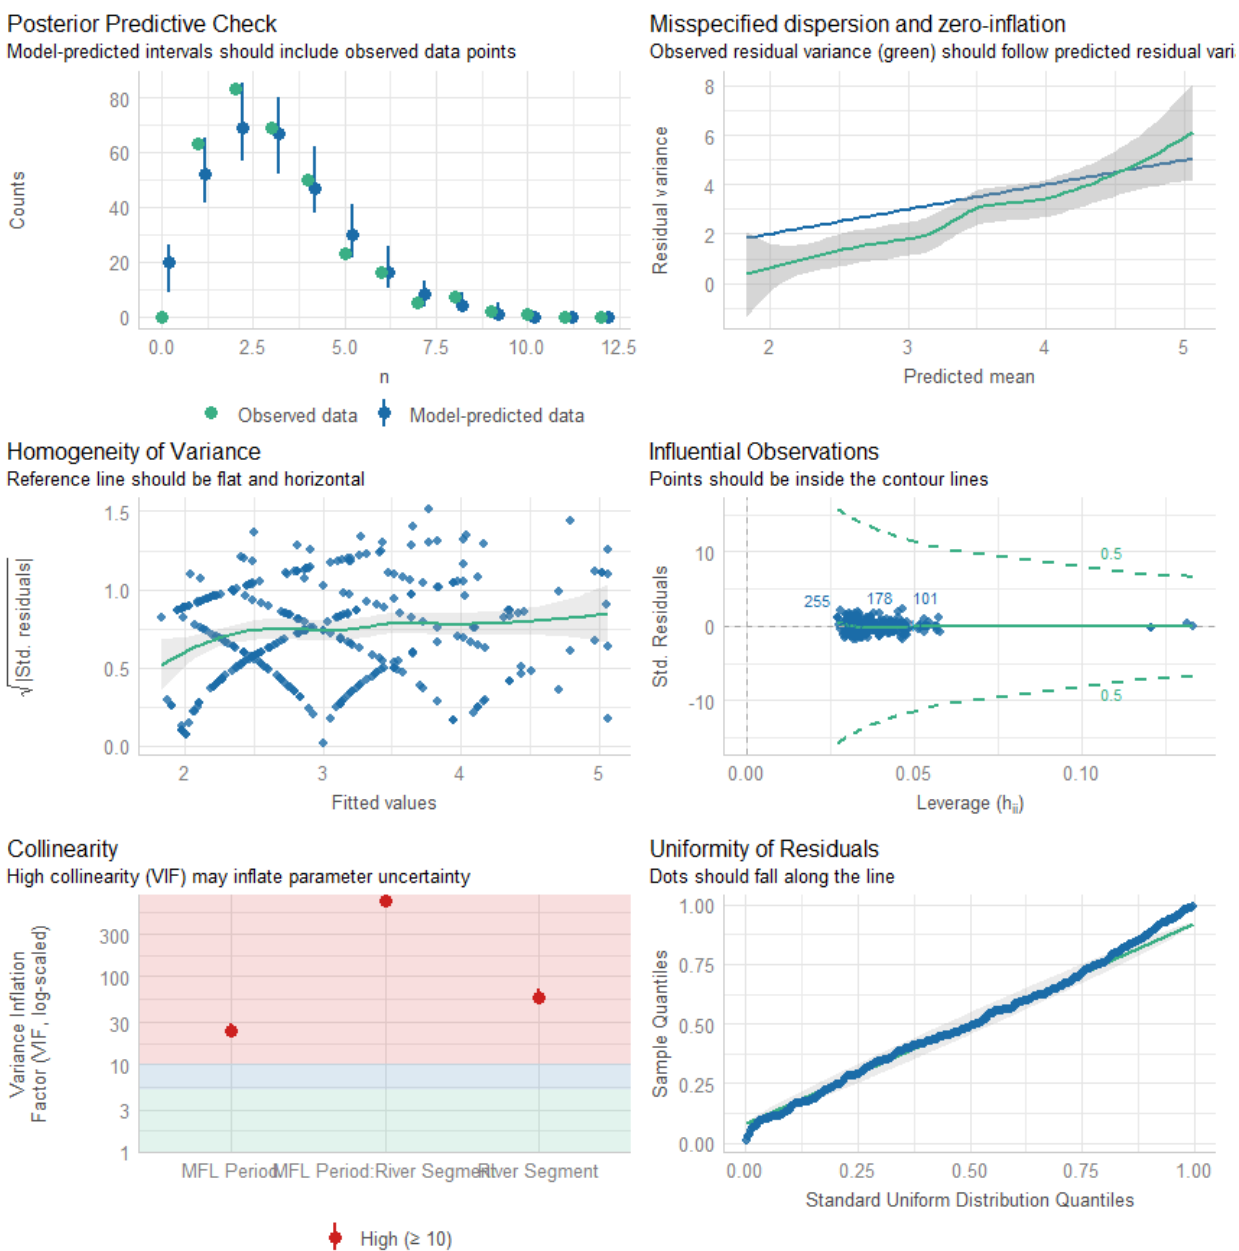 Posterior Predictive Check
Model-predicted intervals should include observed data points
Counts
80
60
40
20
0
0.0 2.5 5.0 7.5 10.0 12.5
n
Observed data Model-predicted data
Misspecified dispersion and zero-inflation
Observed residual variance (green) should follow predicted residual vari
Residual variance
8
6
4
2
0
2 3 4 5
Predicted mean
Homogeneity of Variance
Reference line should be flat and horizontal
√|Std. residuals|
1.5
1.0
0.5
0.0
2 3 4 5
Fitted values
Influential Observations
Points should be inside the contour lines
Std. Residuals
10
0
-10
0.5
255 178 101
0.5
0.00 0.05 0.10
Leverage (hii)
Collinearity
High collinearity (VIF) may inflate parameter uncertainty
Variance Inflation
Factor (VIF, log-scaled)
300
100
30
10
3
1
MFL Period MFL Period:River Segment River Segment
High (≥ 10)
Uniformity of Residuals
Dots should fall along the line
Sample Quantiles
1.00
0.75
0.50
0.25
0.00
0.00 0.25 0.50 0.75 1.00
Standard Uniform Distribution Quantiles